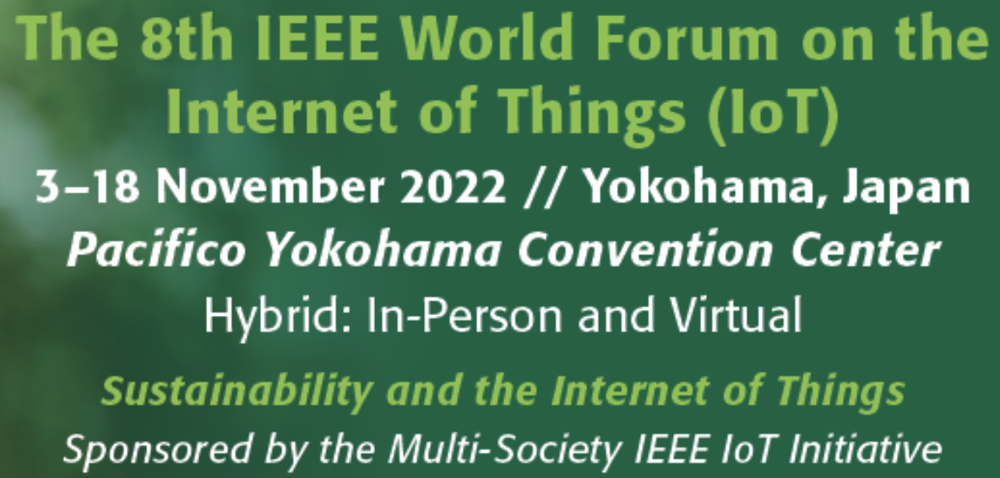 The 8th IEEE World Forum on the
Internet of Things (IoT)
3–18 November 2022 // Yokohama, Japan
Pacifico Yokohama Convention Center
Hybrid: In-Person and Virtual
Sustainability and the Internet of Things
Sponsored by the Multi-Society IEEE IoT Initiative